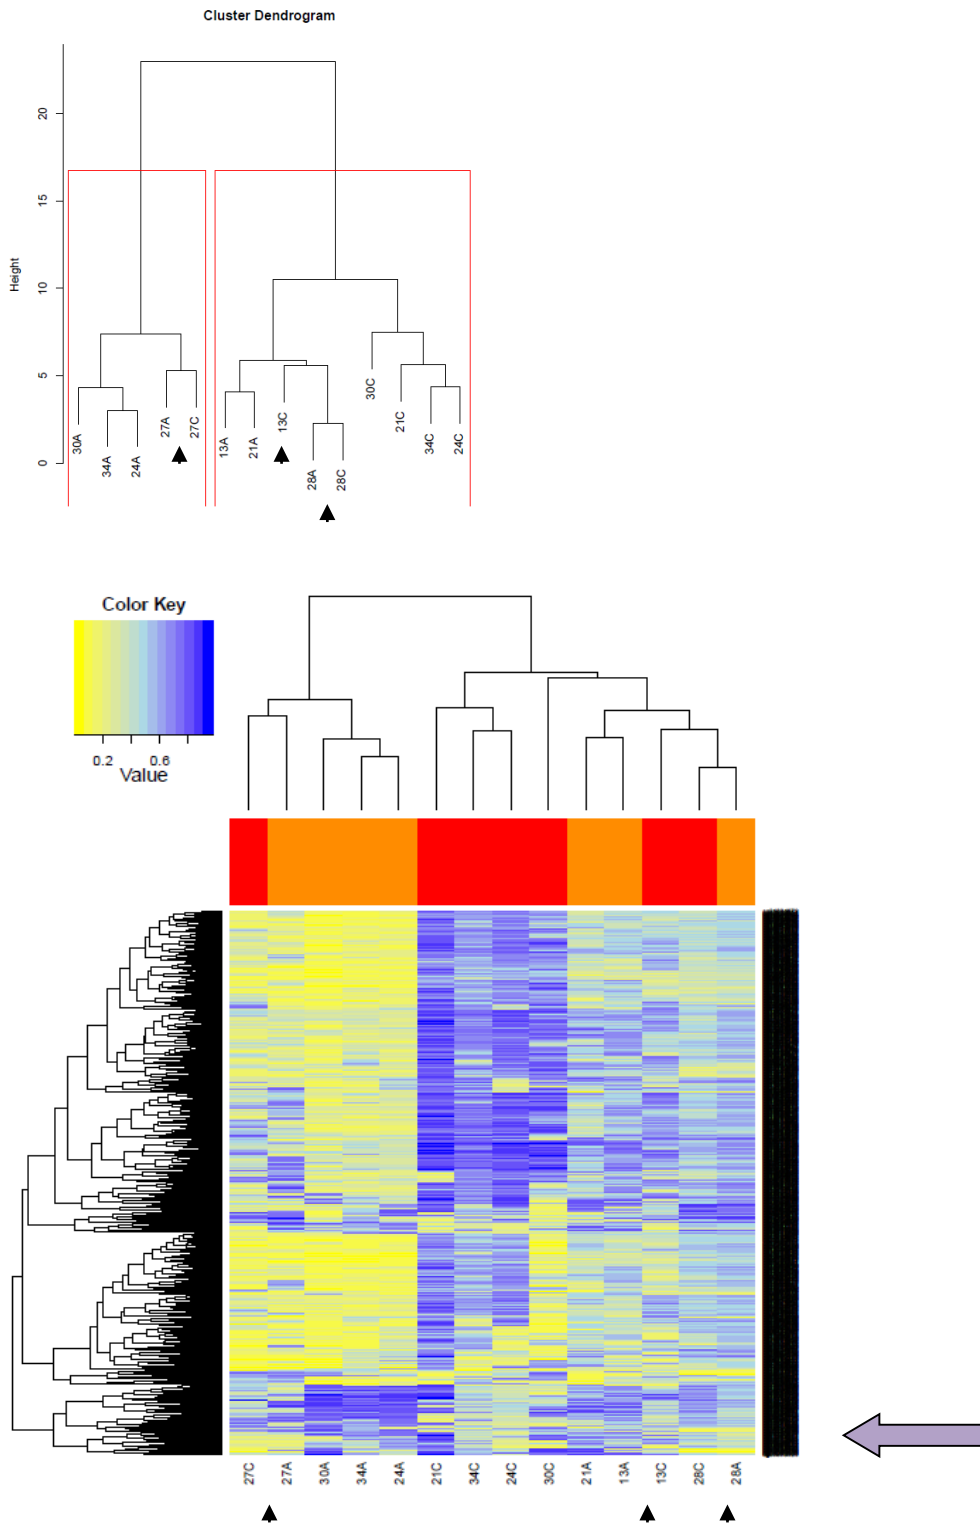 Cluster Dendrogram
Height
20
15
10
5
0
30A
34A
24A
27A
27C
13A
21A
13C
28A
28C
30C
21C
34C
24C
Color Key
0.2 0.6
Value
27C 27A 30A 34A 24A 21C 34C 24C 30C 21A 13A 13C 28C 28A